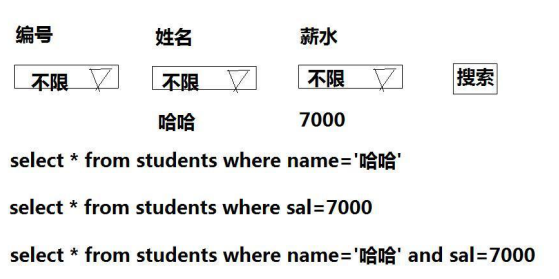 编号 姓名 薪水
不限 不限 不限 搜索
哈哈 7000
select * from students where name='哈哈'
select * from students where sal=7000
select * from students where name='哈哈' and sal=7000